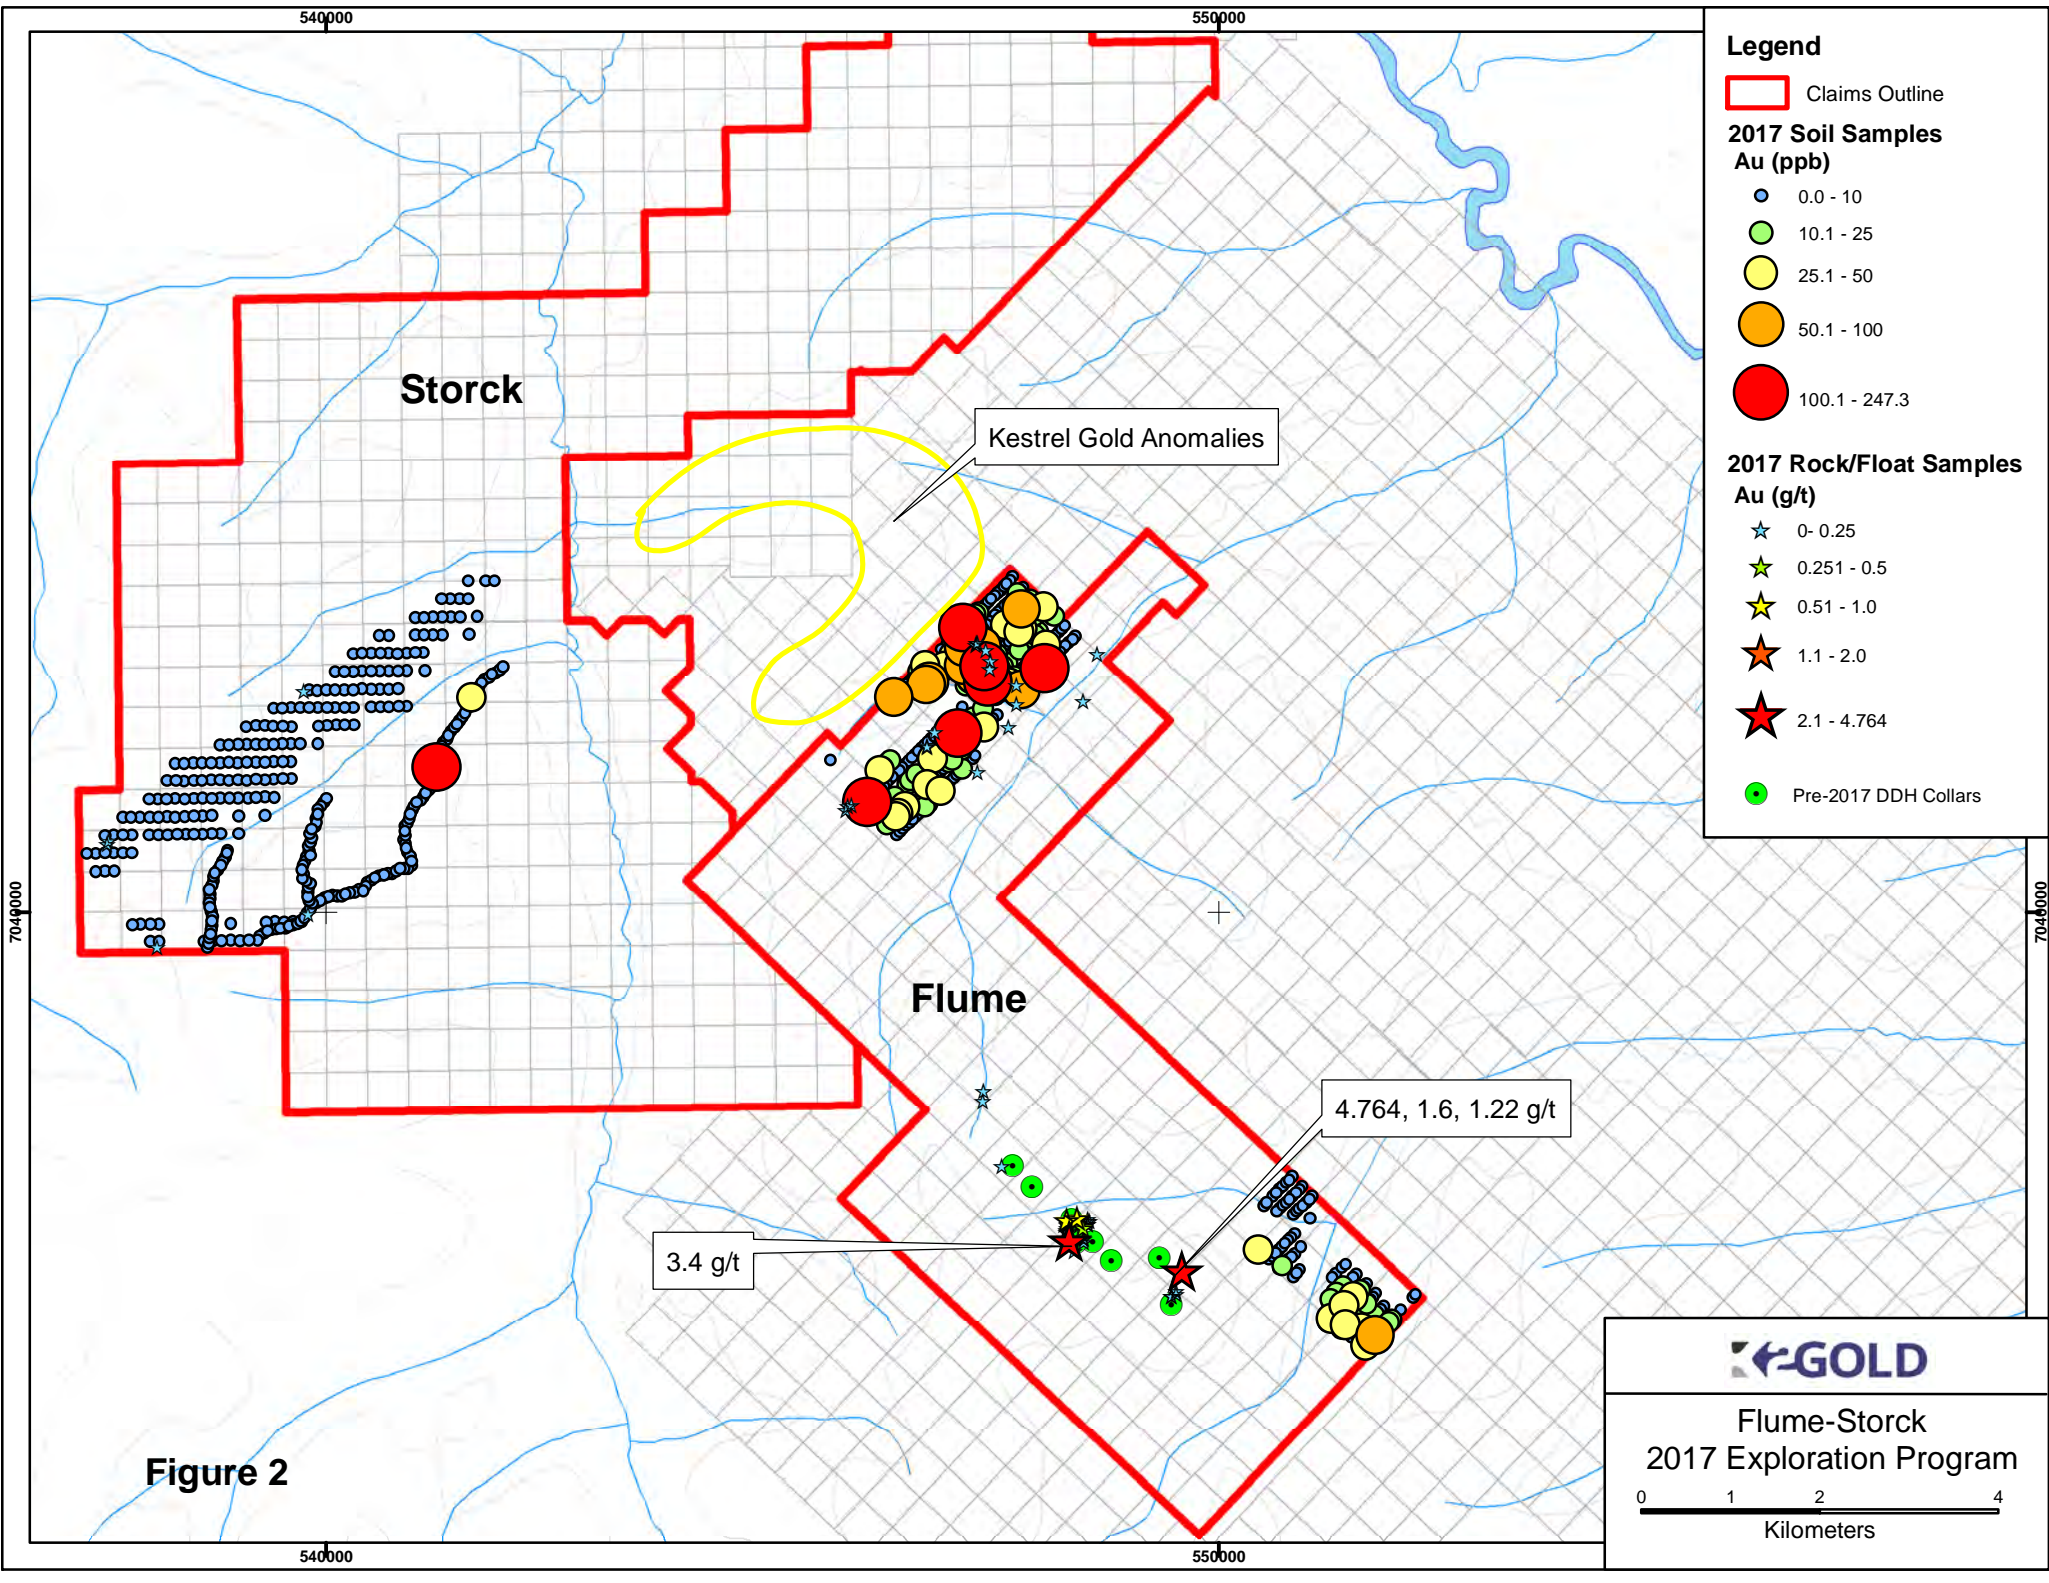 540000
550000
Legend
Claims Outline
2017 Soil Samples
Au (ppb)
0.0 - 10
10.1 - 25
25.1 - 50
50.1 - 100
100.1 - 247.3
2017 Rock/Float Samples
Au (g/t)
0- 0.25
0.251 - 0.5
0.51 - 1.0
1.1 - 2.0
2.1 - 4.764
Pre-2017 DDH Collars
Storck
Kestrel Gold Anomalies
7040000
7040000
Flume
4.764, 1.6, 1.22 g/t
3.4 g/t
Figure 2
GOLD
Flume-Storck
2017 Exploration Program
0 1 2 4
Kilometers
540000
550000